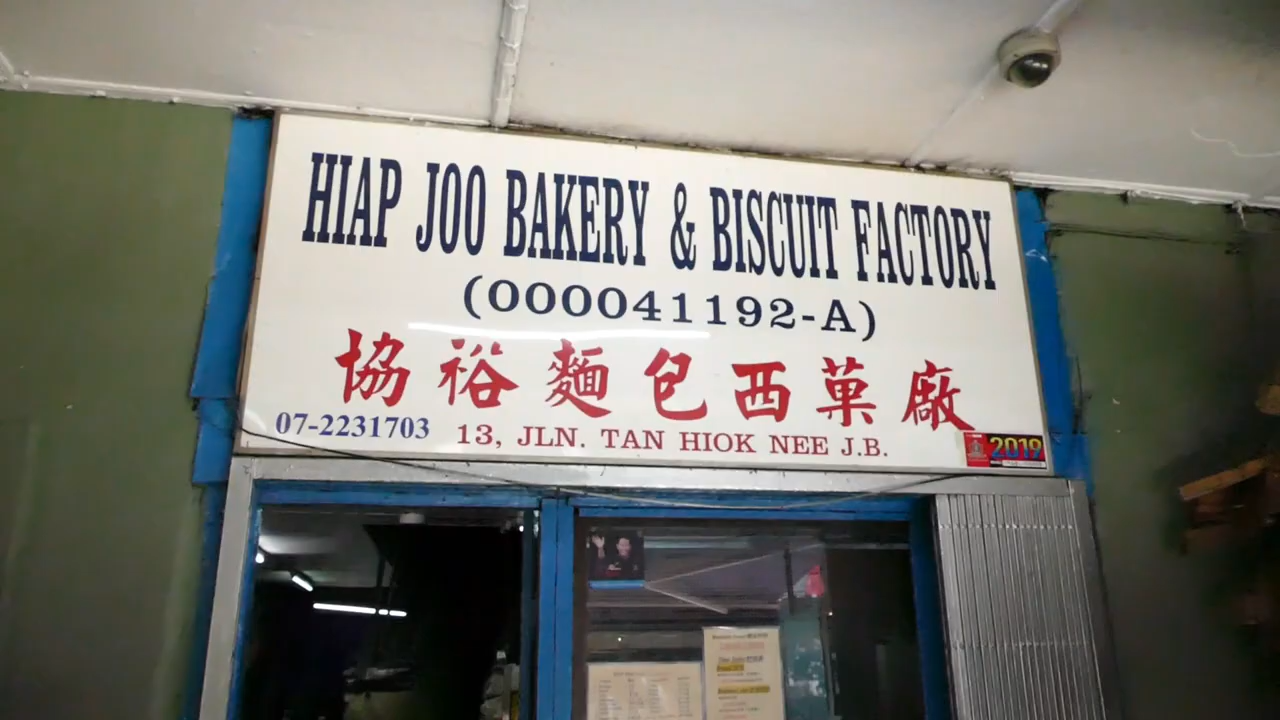 HIAP JOO BAKERY & BISCUIT FACTORY
(000041192-A)
協裕麵包西菓廠
07-2231703
13, JLN. TAN HIOK NEE J.B.
2019